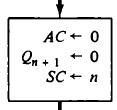 AC ← 0
Qₙ ₊ ₁ ← 0
SC ← n